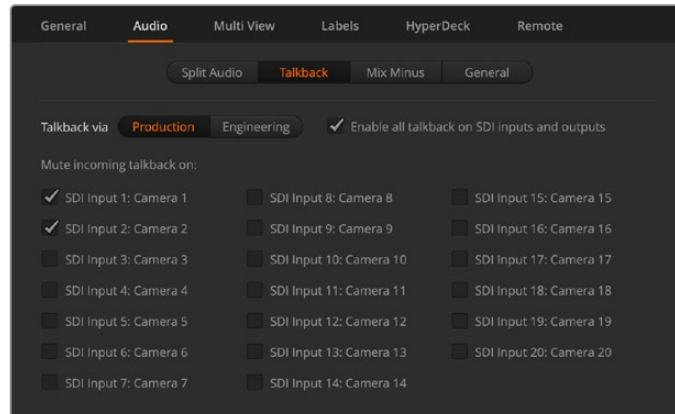 General Audio Multi View Labels HyperDeck Remote
Split Audio Talkback Mix Minus General
Talkback via Production Engineering Enable all talkback on SDI inputs and outputs
Mute incoming talkback on:
SDI Input 1: Camera 1 SDI Input 8: Camera 8 SDI Input 15: Camera 15
SDI Input 2: Camera 2 SDI Input 9: Camera 9 SDI Input 16: Camera 16
SDI Input 3: Camera 3 SDI Input 10: Camera 10 SDI Input 17: Camera 17
SDI Input 4: Camera 4 SDI Input 11: Camera 11 SDI Input 18: Camera 18
SDI Input 5: Camera 5 SDI Input 12: Camera 12 SDI Input 19: Camera 19
SDI Input 6: Camera 6 SDI Input 13: Camera 13 SDI Input 20: Camera 20
SDI Input 7: Camera 7 SDI Input 14: Camera 14